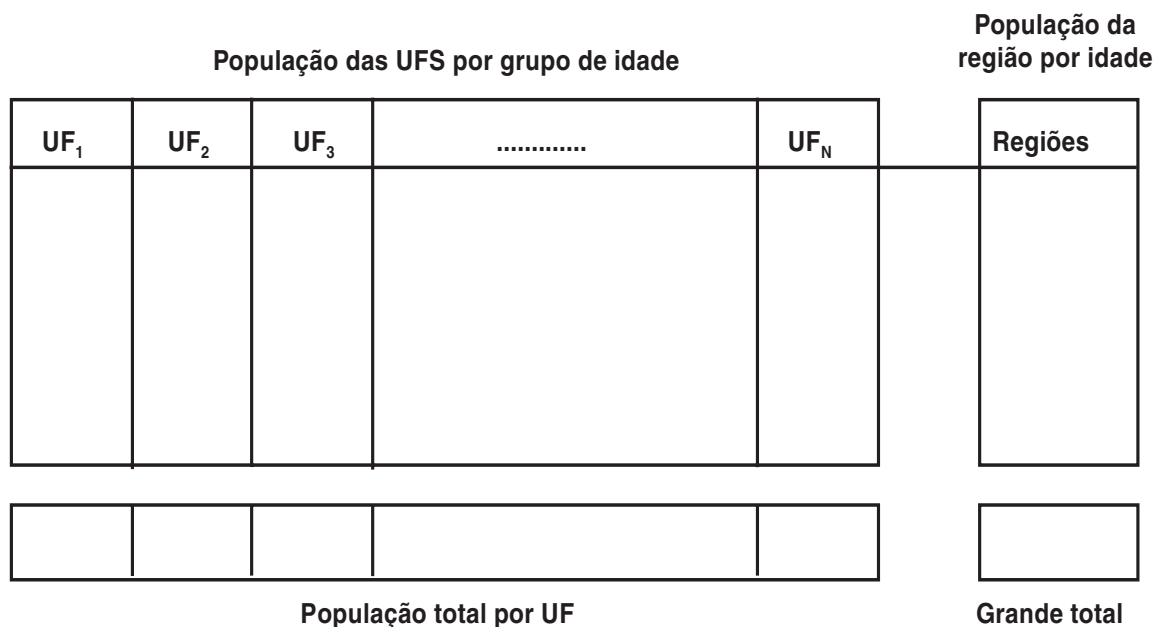 População das UFS por grupo de idade
População da
região por idade
UF₁ UF₂ UF₃ ............. UF_N Regiões
População total por UF
Grande total